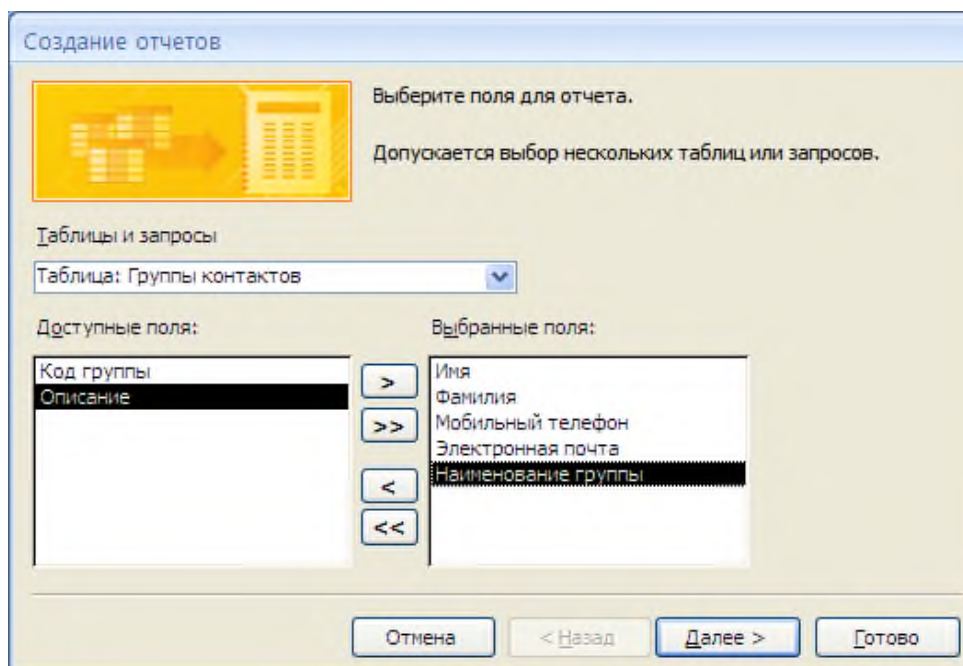 Создание отчетов
Выберите поля для отчета.
Допускается выбор нескольких таблиц или запросов.
Таблицы и запросы
Таблица: Группы контактов
Доступные поля:
Выбранные поля:
Код группы
Описание
>
>>
<
<<
Имя
Фамилия
Мобильный телефон
Электронная почта
Наименование группы
Отмена
< Назад
Далее >
Готово